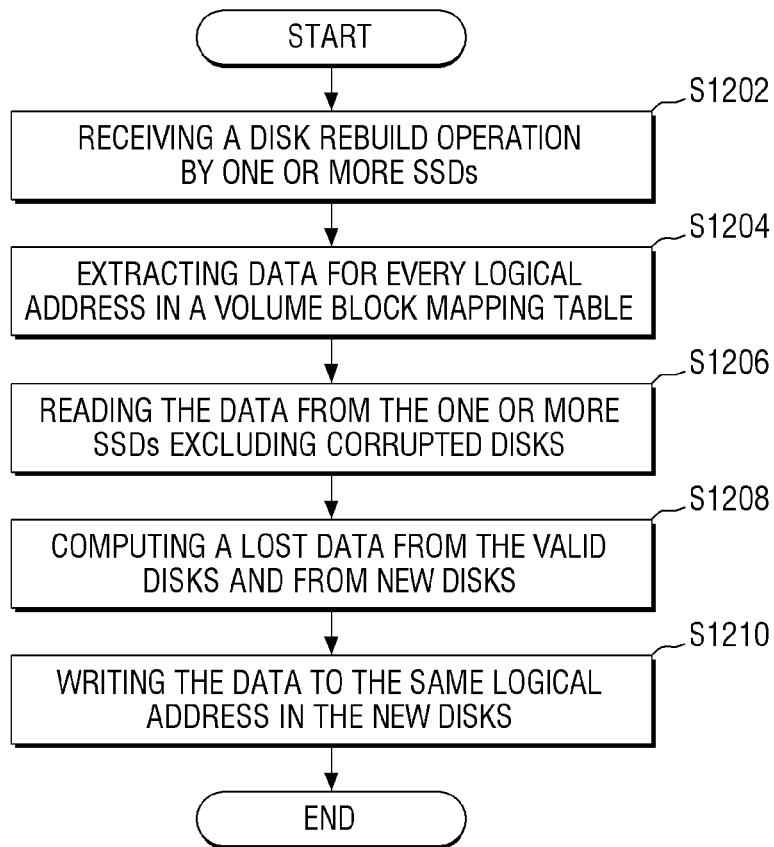 START
S1202
RECEIVING A DISK REBUILD OPERATION
BY ONE OR MORE SSDs
S1204
EXTRACTING DATA FOR EVERY LOGICAL
ADDRESS IN A VOLUME BLOCK MAPPING TABLE
S1206
READING THE DATA FROM THE ONE OR MORE
SSDs EXCLUDING CORRUPTED DISKS
S1208
COMPUTING A LOST DATA FROM THE VALID
DISKS AND FROM NEW DISKS
S1210
WRITING THE DATA TO THE SAME LOGICAL
ADDRESS IN THE NEW DISKS
END